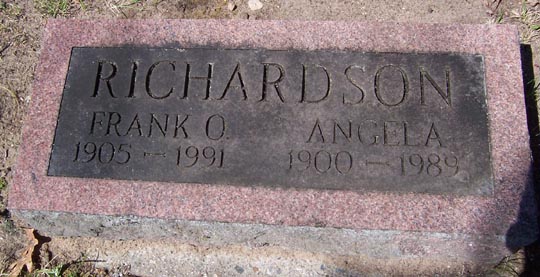 RICHARDSON
FRANK O. ANGELA
1905 -- 1991 1900 -- 1989